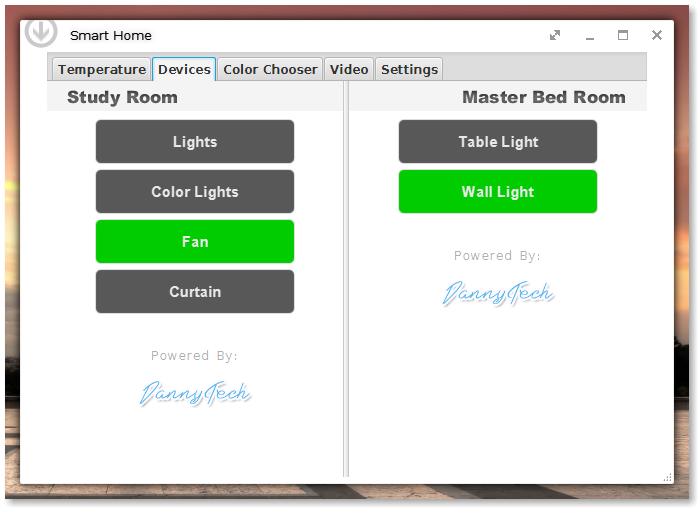 Smart Home
Temperature Devices Color Chooser Video Settings
Study Room
Lights
Color Lights
Fan
Curtain
Powered By:
DannyTech
Master Bed Room
Table Light
Wall Light
Powered By:
DannyTech